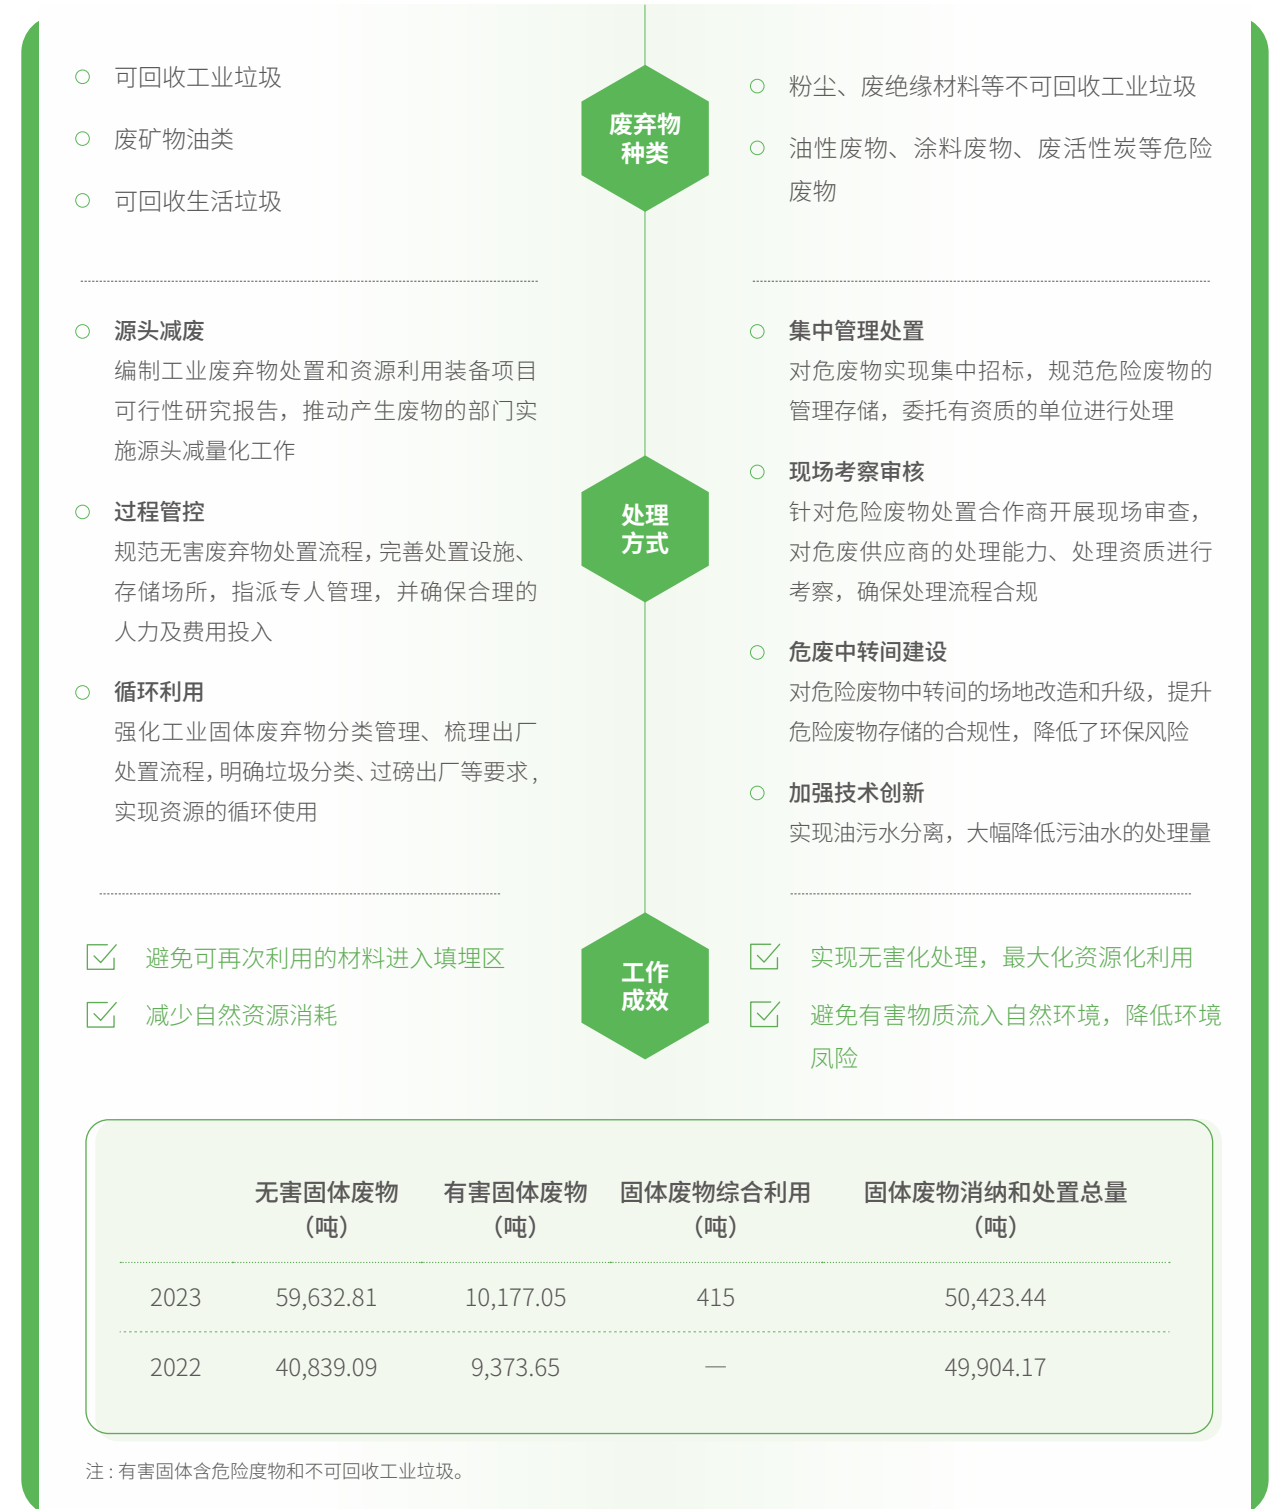 可回收工业垃圾
废矿物油类
可回收生活垃圾
废弃物
种类
粉尘、废绝缘材料等不可回收工业垃圾
油性废物、涂料废物、废活性炭等危险
废物
源头减废
编制工业废弃物处置和资源利用装备项目
可行性研究报告，推动产生废物的部门实
施源头减量化工作
过程管控
规范无害废弃物处置流程，完善处置设施、
存储场所，指派专人管理，并确保合理的
人力及费用投入
循环利用
强化工业固体废弃物分类管理、梳理出厂
处置流程，明确垃圾分类、过磅出厂等要求，
实现资源的循环使用
处理
方式
集中管理处置
对危废物实现集中招标，规范危险废物的
管理存储，委托有资质的单位进行处理
现场考察审核
针对危险废物处置合作商开展现场审查，
对危废供应商的处理能力、处理资质进行
考察，确保处理流程合规
危废中转间建设
对危险废物中转间的场地改造和升级，提升
危险废物存储的合规性，降低了环保风险
加强技术创新
实现油污水分离，大幅降低污油水的处理量
避免可再次利用的材料进入填埋区
减少自然资源消耗
工作
成效
实现无害化处理，最大化资源化利用
避免有害物质流入自然环境，降低环境
风险
无害固体废物 有害固体废物 固体废物综合利用 固体废物消纳和处置总量
（吨） （吨） （吨） （吨）
2023 59,632.81 10,177.05 415 50,423.44
2022 40,839.09 9,373.65 — 49,904.17
注 : 有害固体含危险度物和不可回收工业垃圾。